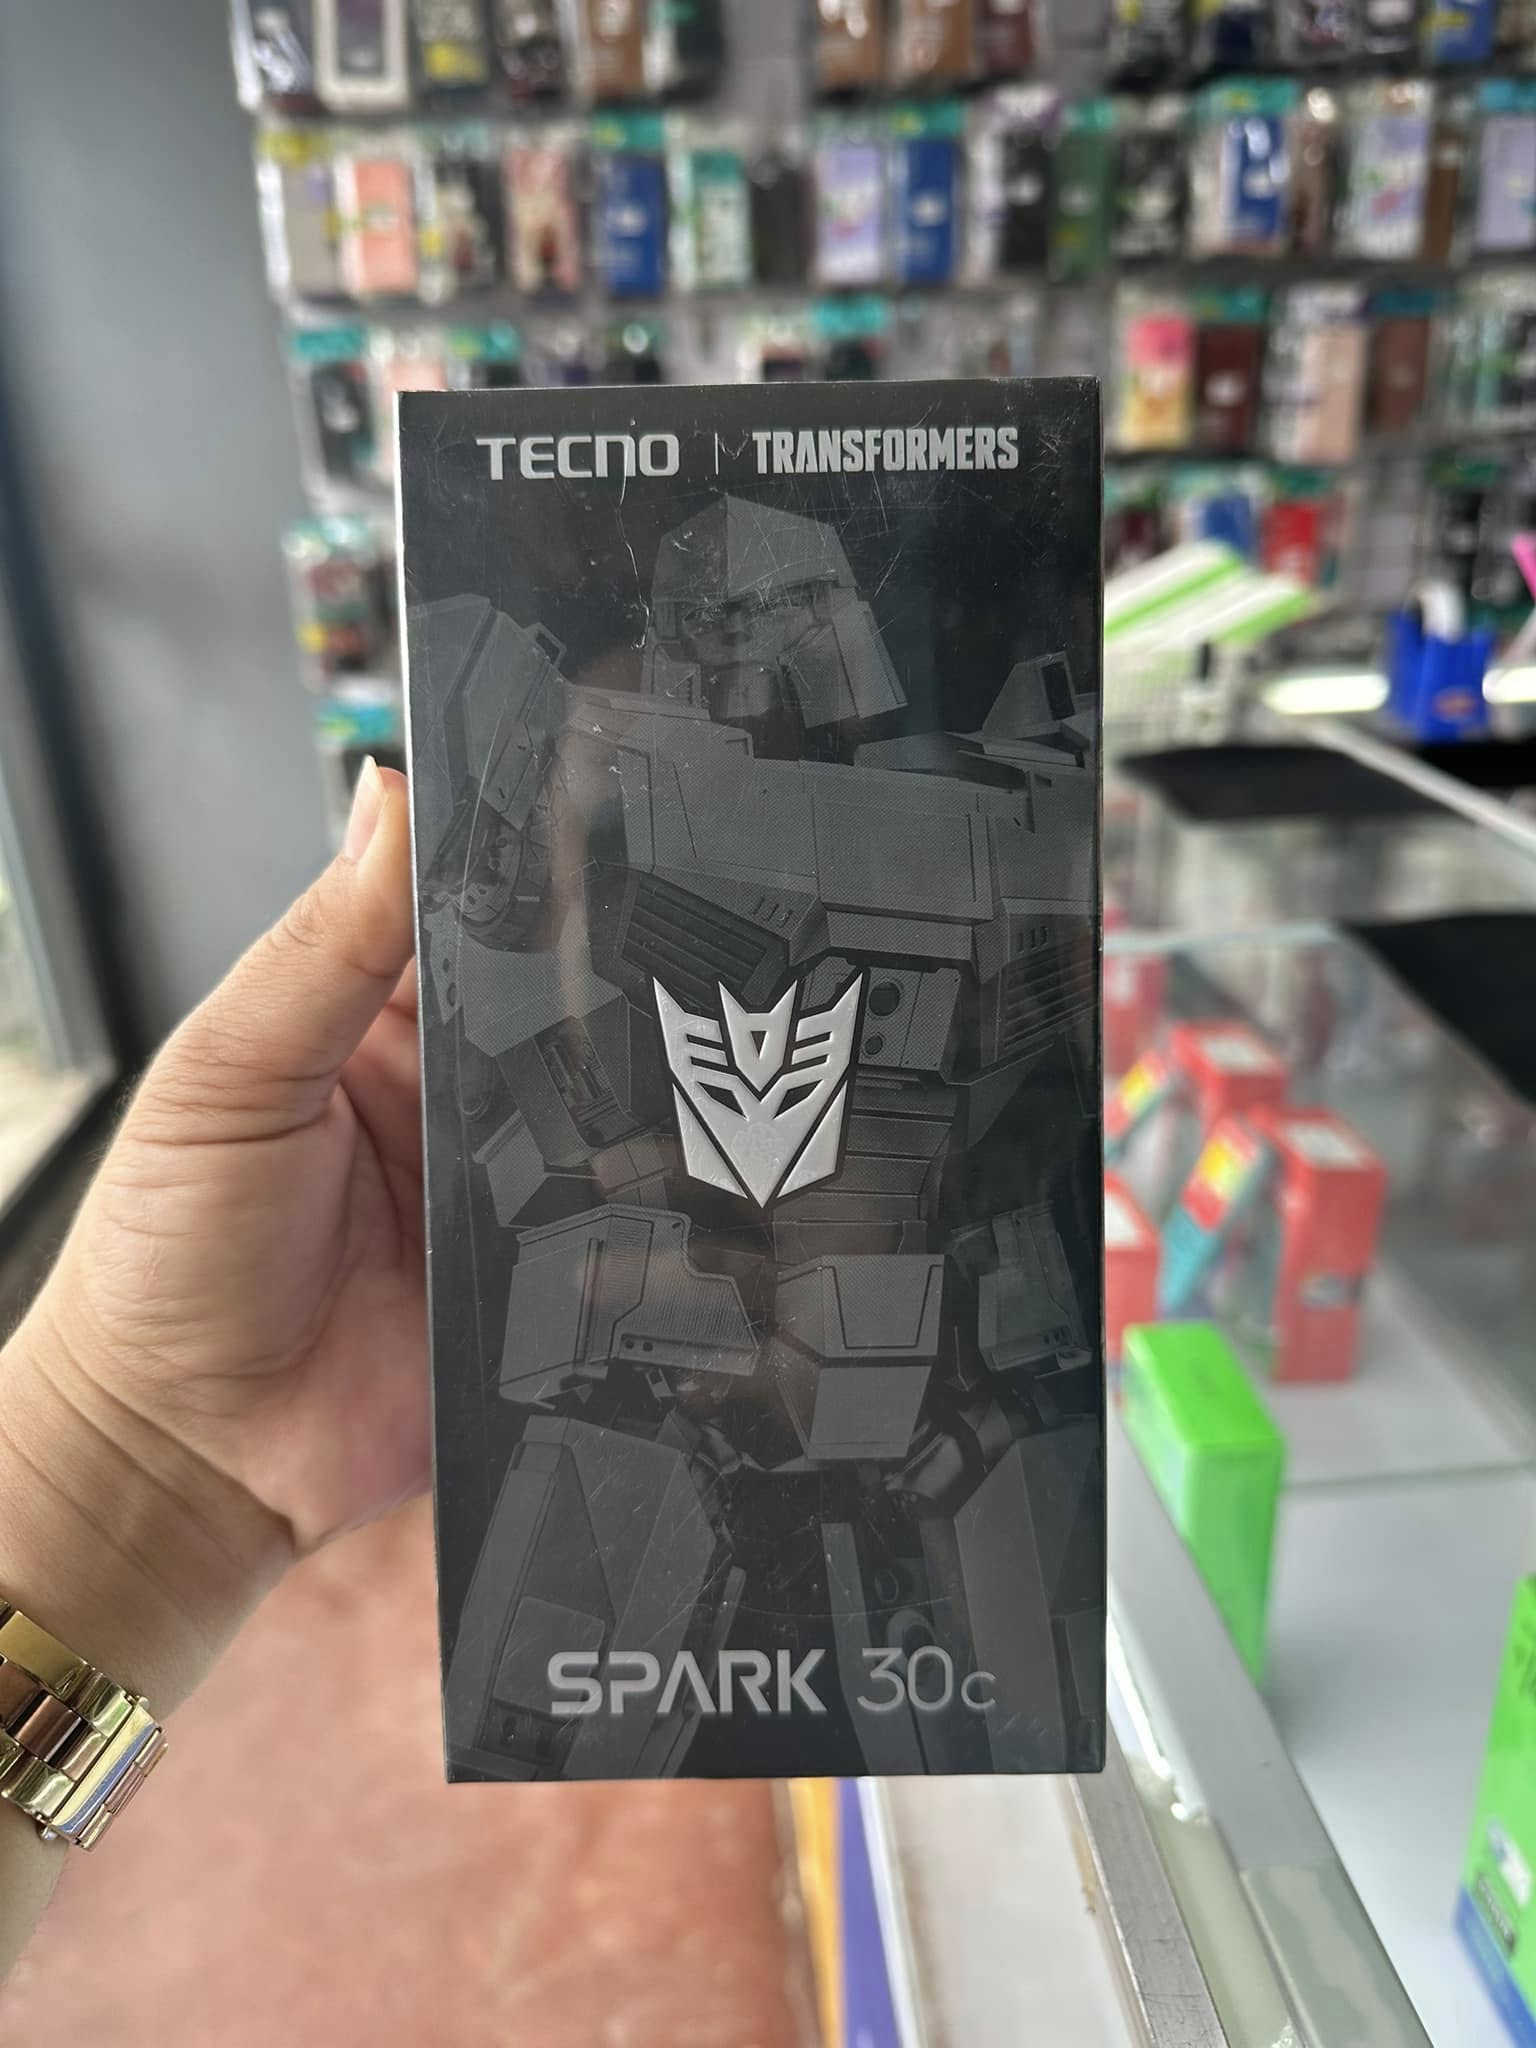 TECNO | TRANSFORMERS
SPARK 30C